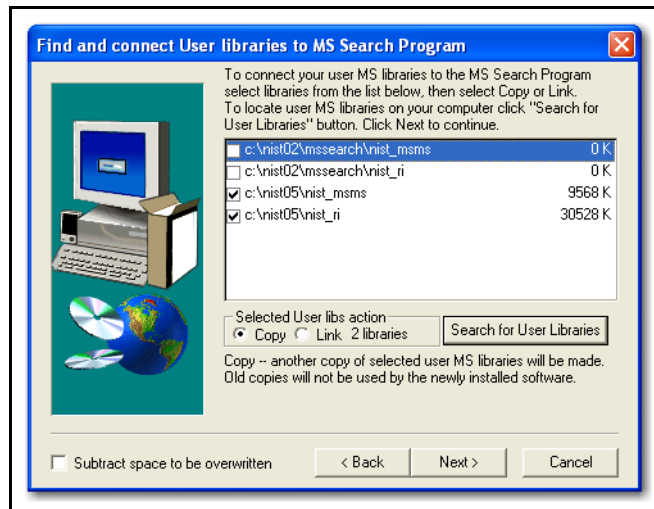 Find and connect User libraries to MS Search Program
To connect your user MS libraries to the MS Search Program
select libraries from the list below, then select Copy or Link.
To locate user MS libraries on your computer click "Search for
User Libraries" button. Click Next to continue.
c:\nist02\mssearch\nist_msms 0 K
c:\nist02\mssearch\nist_ri 0 K
c:\nist05\nist_msms 9568 K
c:\nist05\nist_ri 30528 K
Selected User libs action
Copy Link 2 libraries Search for User Libraries
Copy -- another copy of selected user MS libraries will be made.
Old copies will not be used by the newly installed software.
Subtract space to be overwritten < Back Next > Cancel